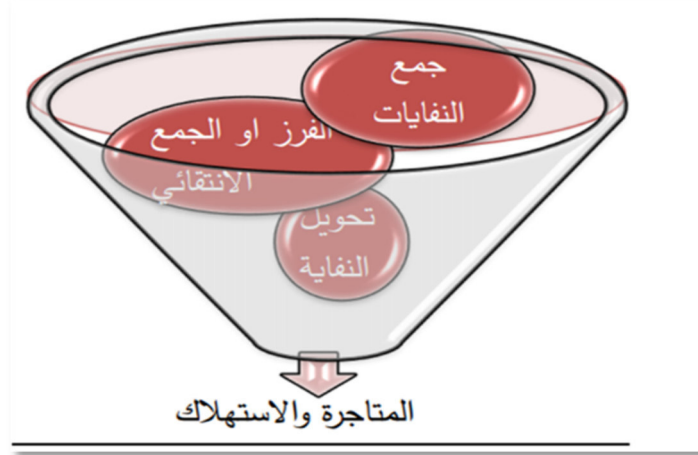 جمع
النفايات
الفرز او الجمع
الانتقائي
تحويل
النفاية
المتاجرة والاستهلاك